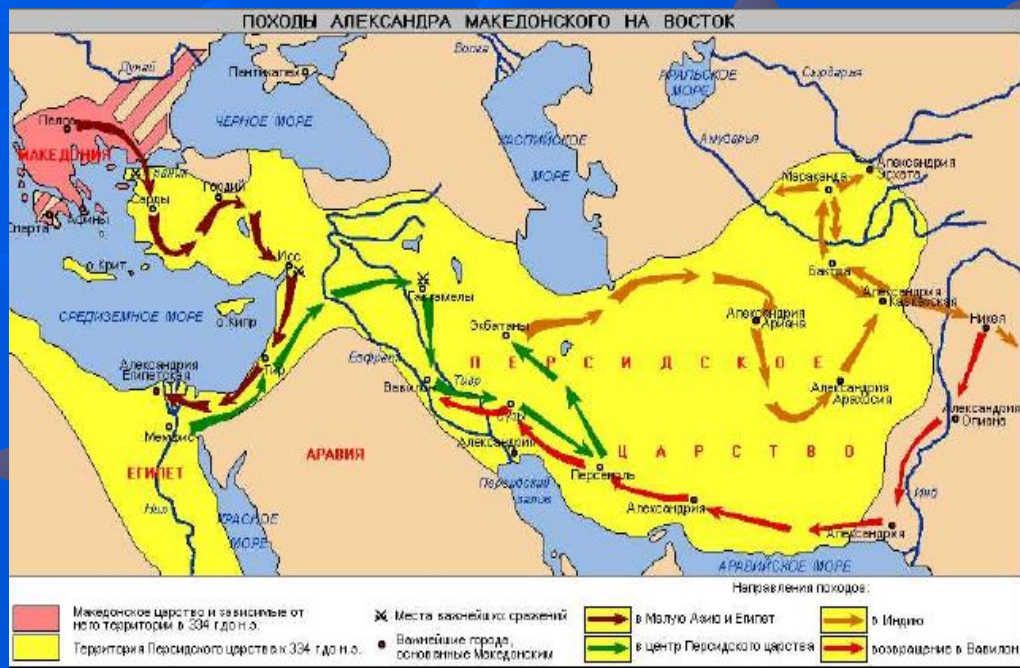 ПОХОДЫ АЛЕКСАНДРА МАКЕДОНСКОГО НА ВОСТОК
Дунай
Волга
Пантикапей
АРАЛЬСКОЕ
МОРЕ
Сырдарья
ЧЕРНОЕ МОРЕ
КАСПИЙСКОЕ
МОРЕ
Амударья
Пелла
МАКЕДОНИЯ
Александрия
Эсхата
Мараканда
Гордий
Сарды
Спарта
Афины
Исс
о.Крит
Бактра
Гавгамелы
Александрия
Кавказская
СРЕДИЗЕМНОЕ МОРЕ
о.Кипр
Никея
Экбатаны
Александрия
Ариана
Тир
Евфрат
ПЕРСИДСКОЕ
Александрия
Египетская
Вавилон
Тигр
Александрия
Арахосия
Сузы
Александрия
Опиана
Мемфис
Александрия
ЦАРСТВО
АРАВИЯ
ЕГИПЕТ
Персеполь
Персидский
залив
Нил
Инд
КРАСНОЕ
МОРЕ
Александрия
Александрия
АРАВИЙСКОЕ МОРЕ
Направления походов:
Македонское царство и зависимые от
него территории в 334 г.до н.э.
Территория Персидского царства к 334 г.до н.э.
Места важнейших сражений
Важнейшие города,
основанные Македонским
в Малую Азию и Египет
в центр Персидского царства
в Индию
возвращение в Вавилон